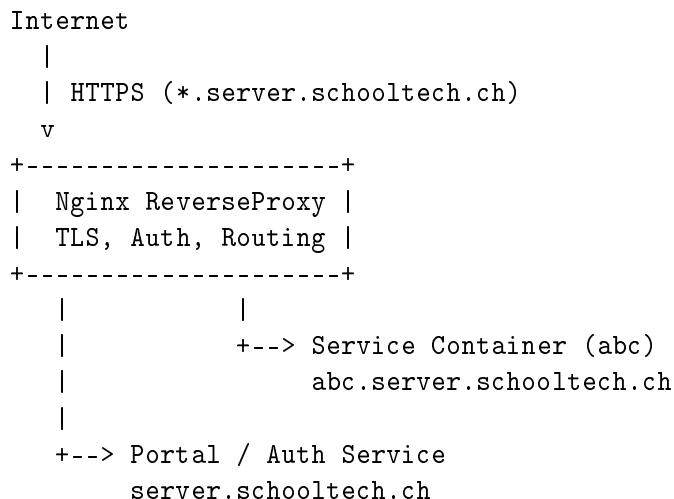 Internet
|
| HTTPS (*.server.schooltech.ch)
v
+---------------------+
| Nginx ReverseProxy |
| TLS, Auth, Routing |
+---------------------+
| |
| +--> Service Container (abc)
| abc.server.schooltech.ch
|
+--> Portal / Auth Service
server.schooltech.ch